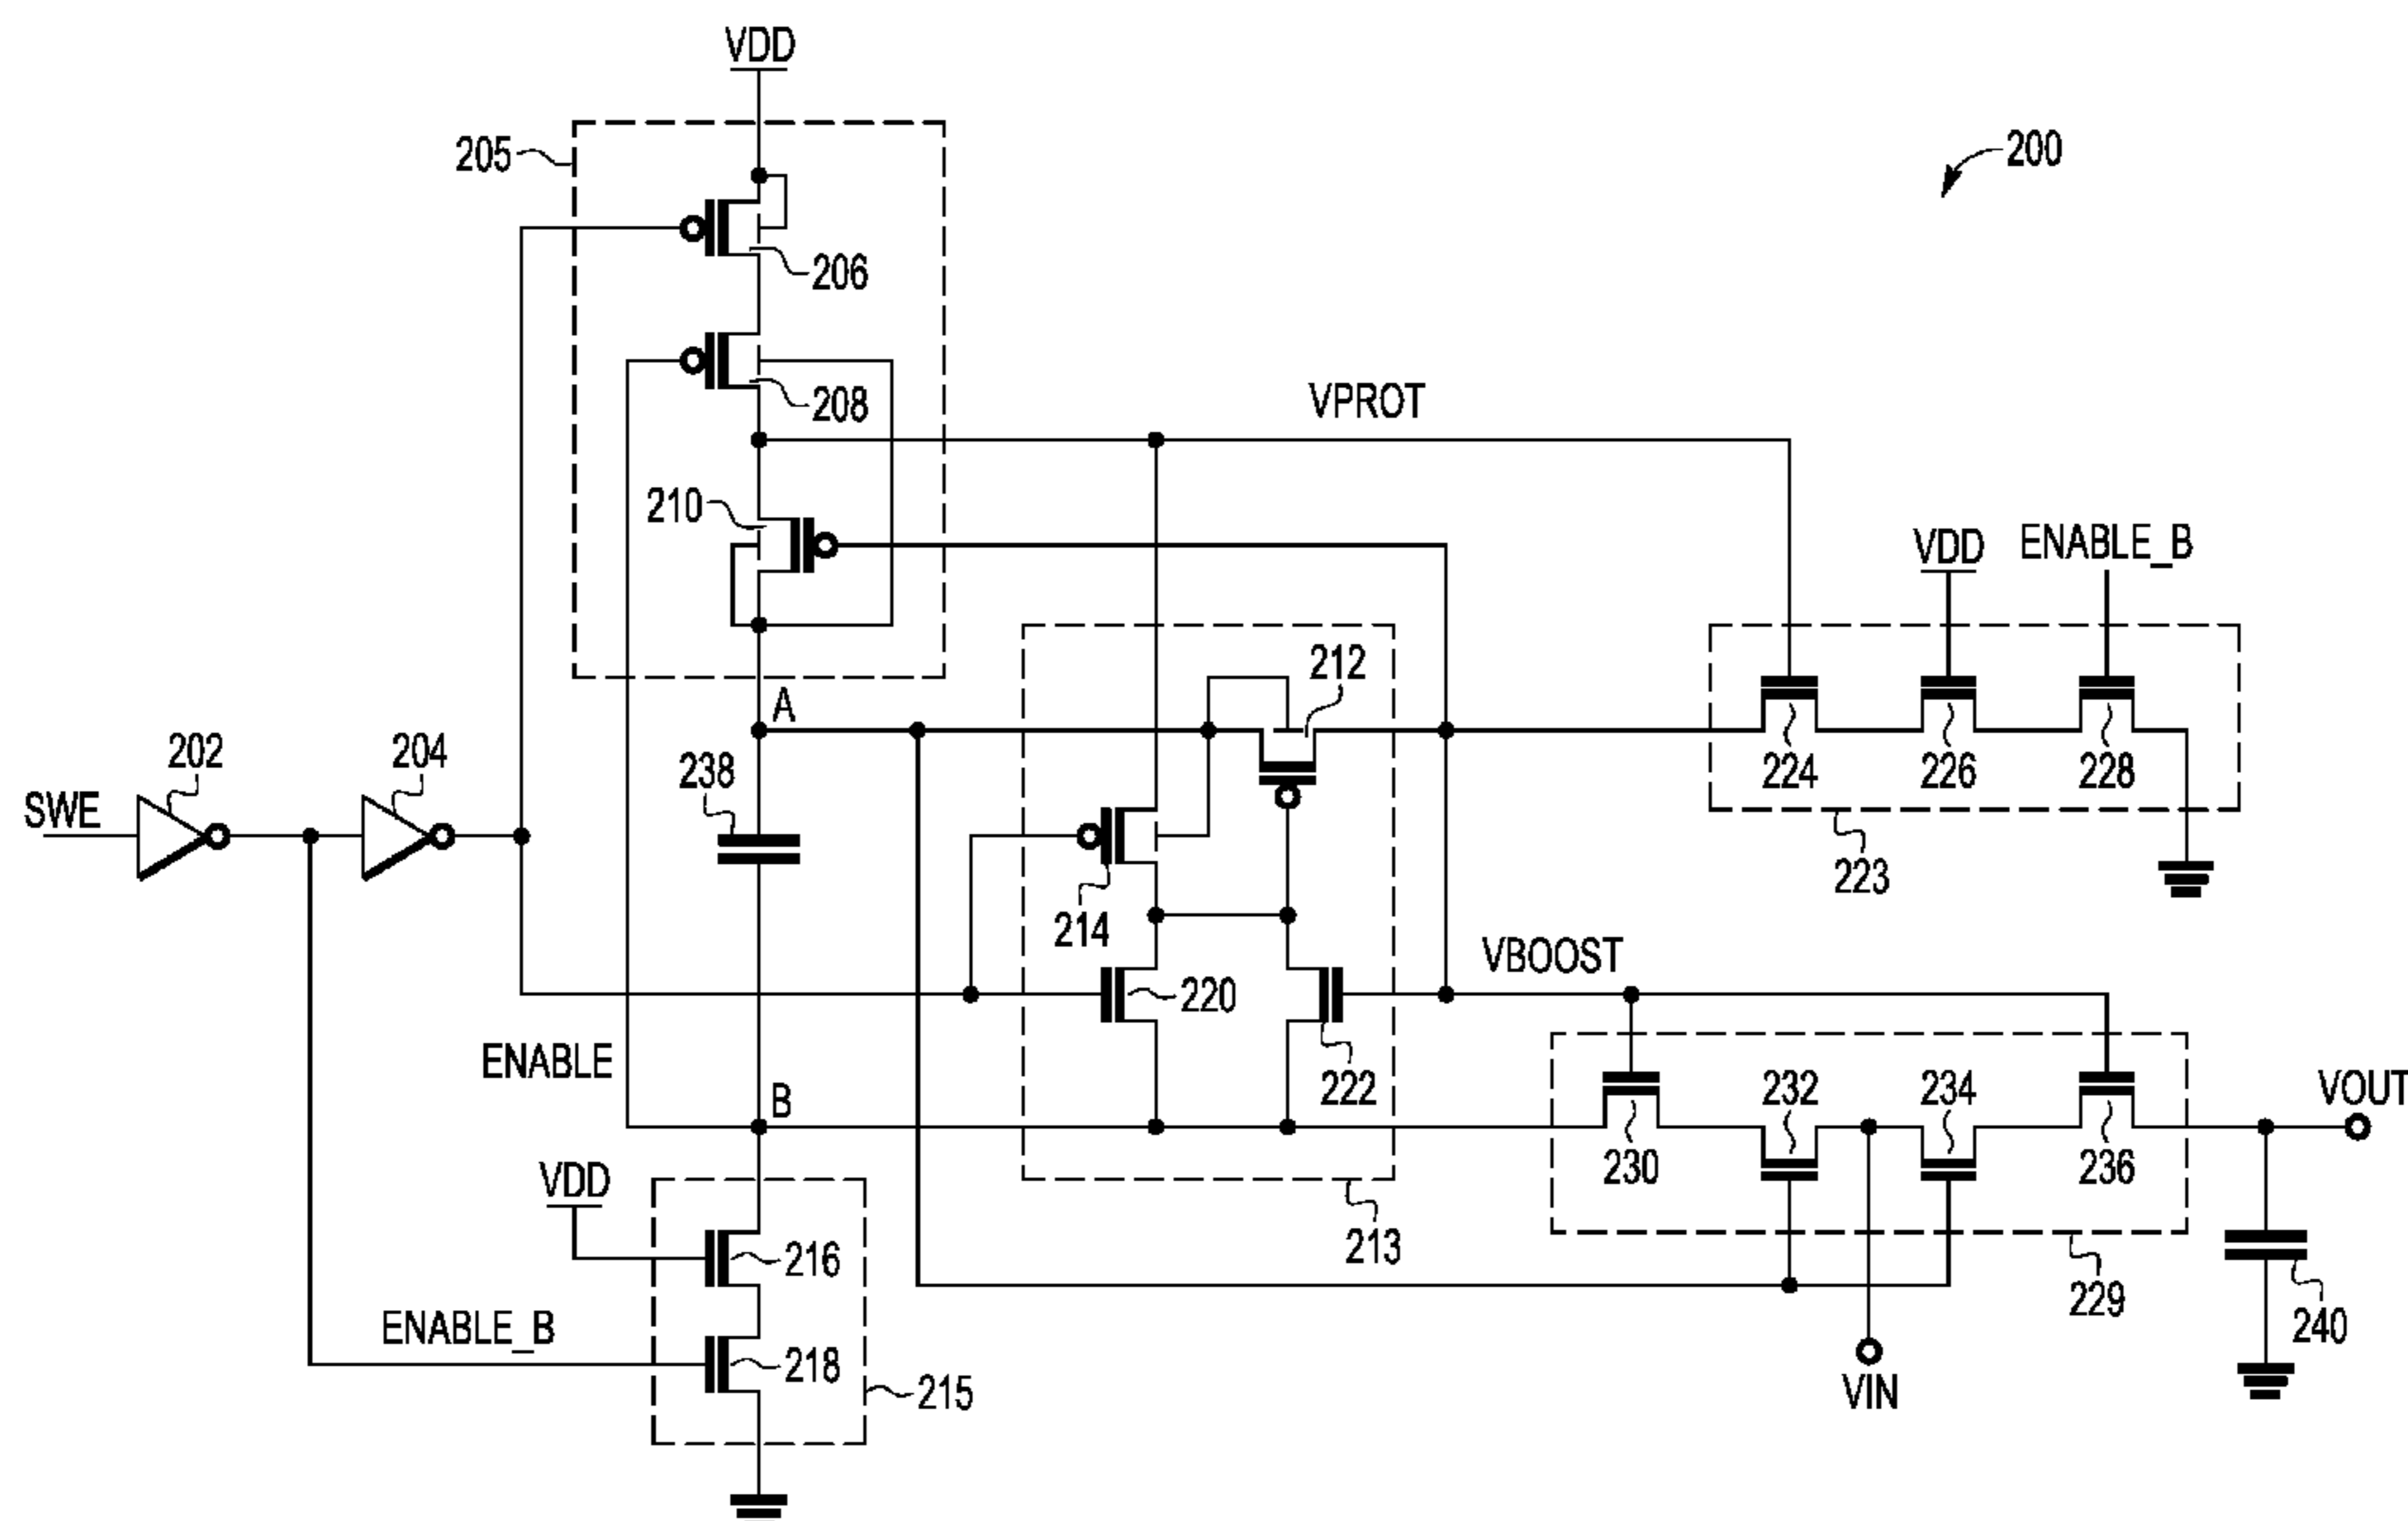 VDD
205
200
206
208
VPROT
210
VDD
ENABLE_B
212
A
202
204
238
SWE
224
226
228
223
214
VBOOST
220
ENABLE
222
B
230
232
234
236
VOUT
VDD
216
213
229
240
ENABLE_B
218
215
VIN